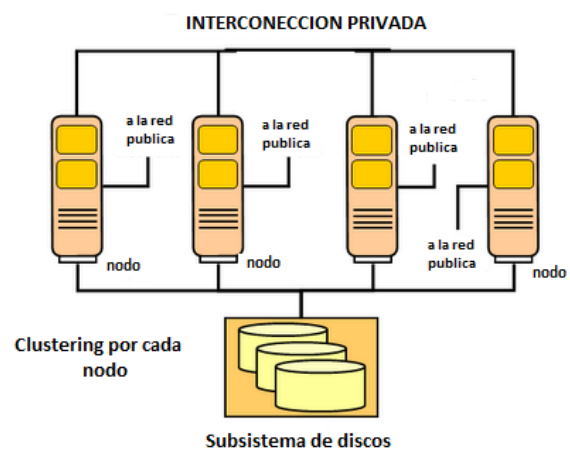 INTERCONECCION PRIVADA
a la red
publica
a la red
publica
a la red
publica
a la red
publica
nodo
nodo
nodo
Clustering por cada
nodo
Subsistema de discos